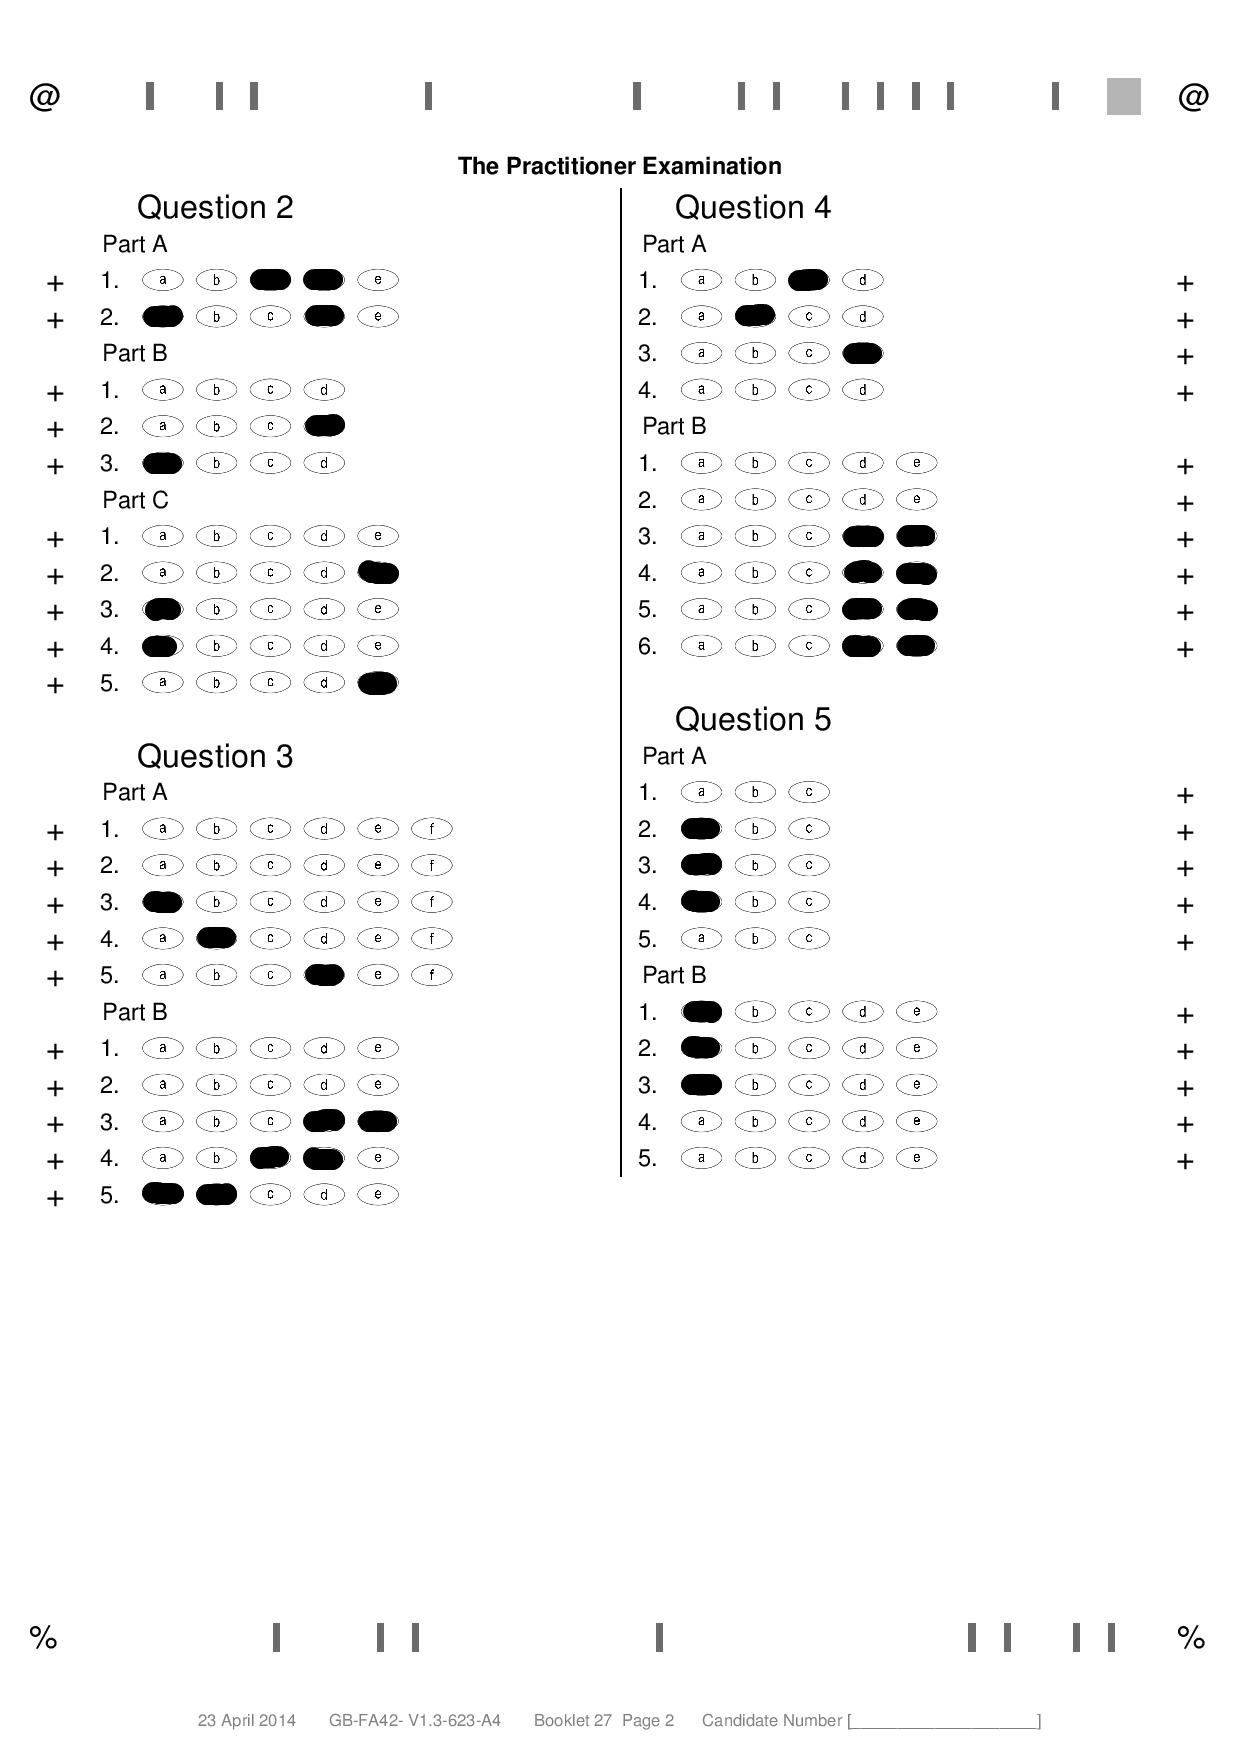 @ @
The Practitioner Examination
Question 2
Part A
+ 1. a b e
+ 2. b c e
Part B
+ 1. a b c d
+ 2. a b c
+ 3. b c d
Part C
+ 1. a b c d e
+ 2. a b c d
+ 3. b c d e
+ 4. b c d e
+ 5. a b c d
Question 3
Part A
+ 1. a b c d e f
+ 2. a b c d e f
+ 3. b c d e f
+ 4. a c d e f
+ 5. a b c e f
Part B
+ 1. a b c d e
+ 2. a b c d e
+ 3. a b c
+ 4. a b e
+ 5. c d e
Question 4
Part A
1. a b d +
2. a c d +
3. a b c +
4. a b c d +
Part B
1. a b c d e +
2. a b c d e +
3. a b c +
4. a b c +
5. a b c +
6. a b c +
Question 5
Part A
1. a b c +
2. b c +
3. b c +
4. b c +
5. a b c +
Part B
1. b c d e +
2. b c d e +
3. b c d e +
4. a b c d e +
5. a b c d e +
% %
23 April 2014 GB-FA42- V1.3-623-A4 Booklet 27 Page 2 Candidate Number [____________________]